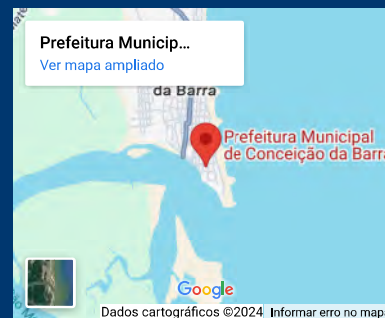 Prefeitura Municip...
Ver mapa ampliado
da Barra
Prefeitura Municipal
de Conceição da Barra
Google
Dados cartográficos ©2024
Informar erro no map